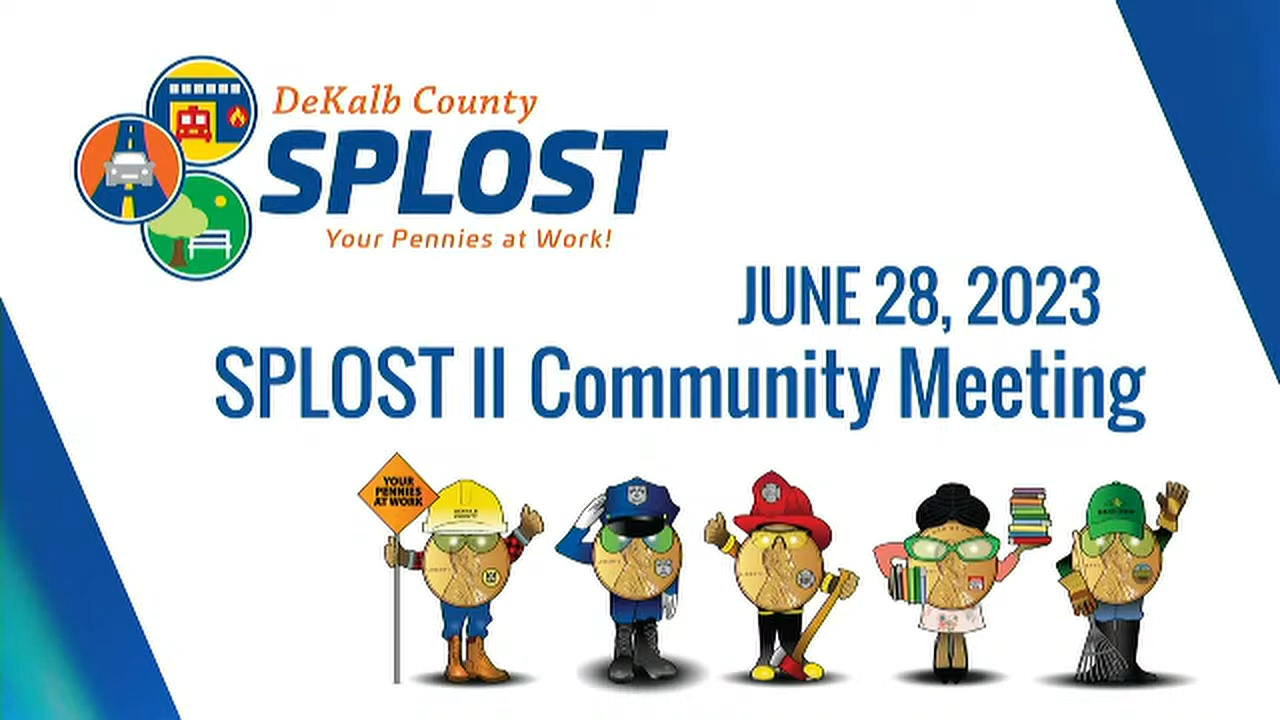 DeKalb County
SPLOST
Your Pennies at Work!
JUNE 28, 2023
SPLOST II Community Meeting
YOUR
PENNIES
AT WORK